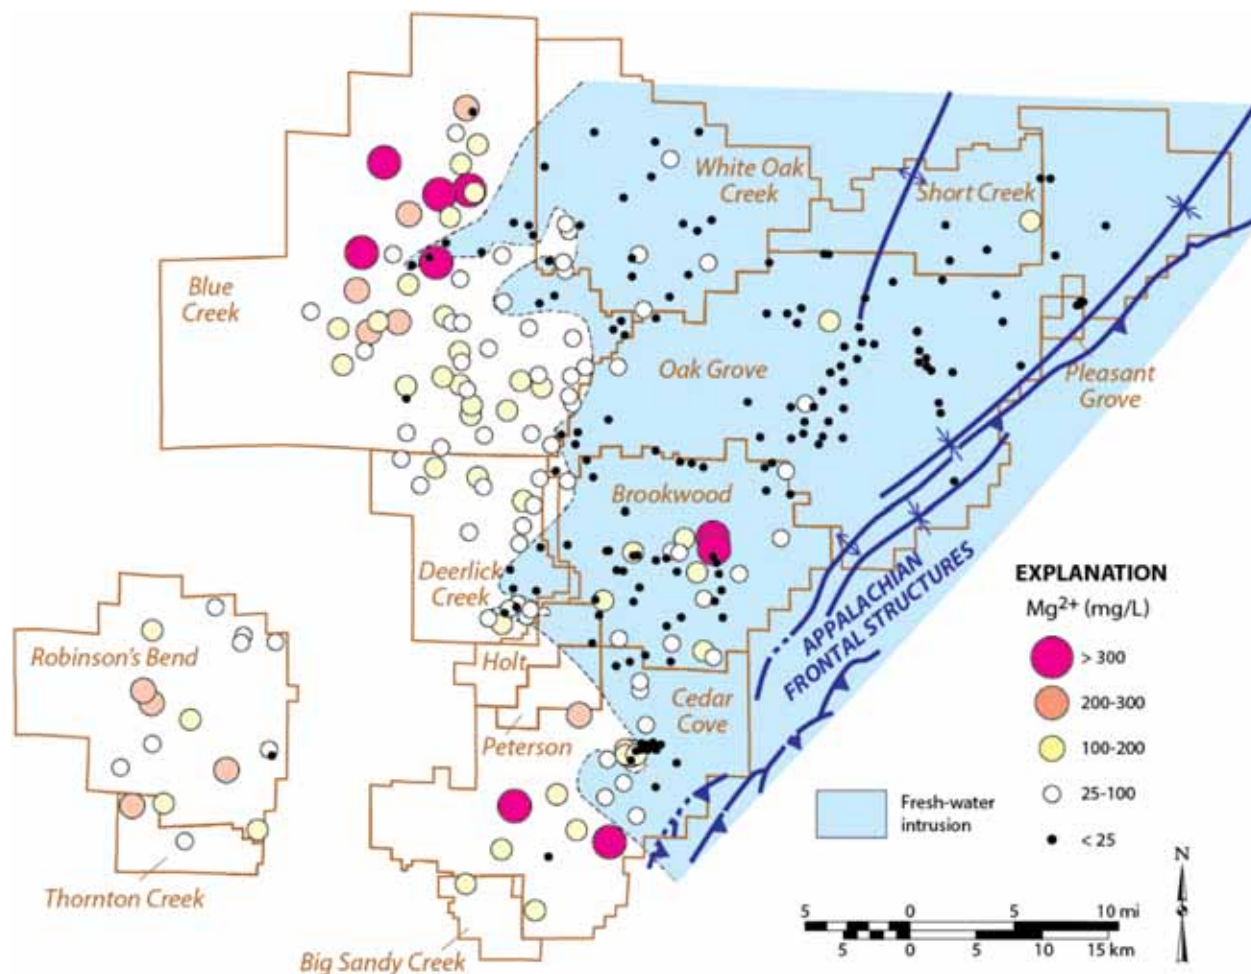 White Oak
Creek
Short Creek
Blue
Creek
Oak Grove
Pleasant
Grove
Brookwood
Deerlick
Creek
Robinson's Bend
Holt
Cedar
Cove
Peterson
Thornton Creek
Big Sandy Creek
APPALACHIAN
FRONTAL STRUCTURES
EXPLANATION
Mg2+ (mg/L)
> 300
200-300
100-200
25-100
< 25
Fresh-water
intrusion
N
5 0 5 10 mi
5 0 5 10 15 km